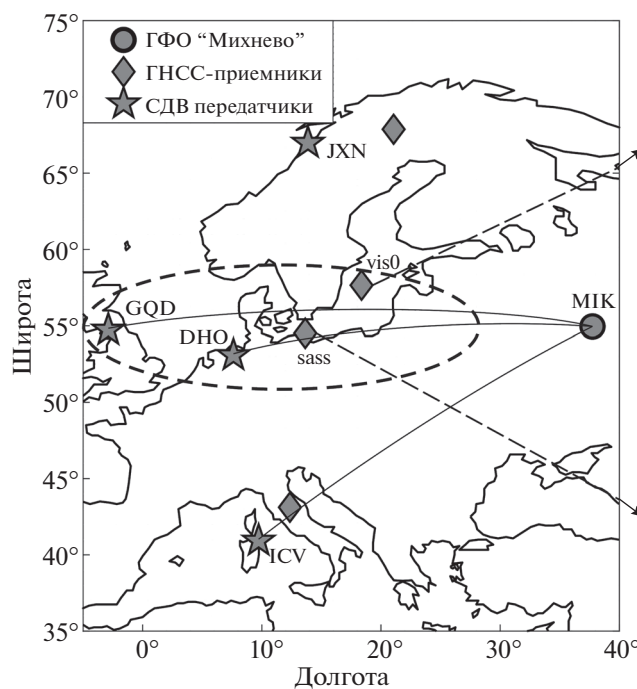 75°
ГФО “Михнево”
ГНСС-приемники
СДВ передатчики
70°
JXN
65°
60°
vis0
GQD
MIK
55°
DHO
sass
50°
45°
40°
ICV
35°
0°
10°
20°
30°
40°
Широта
Долгота